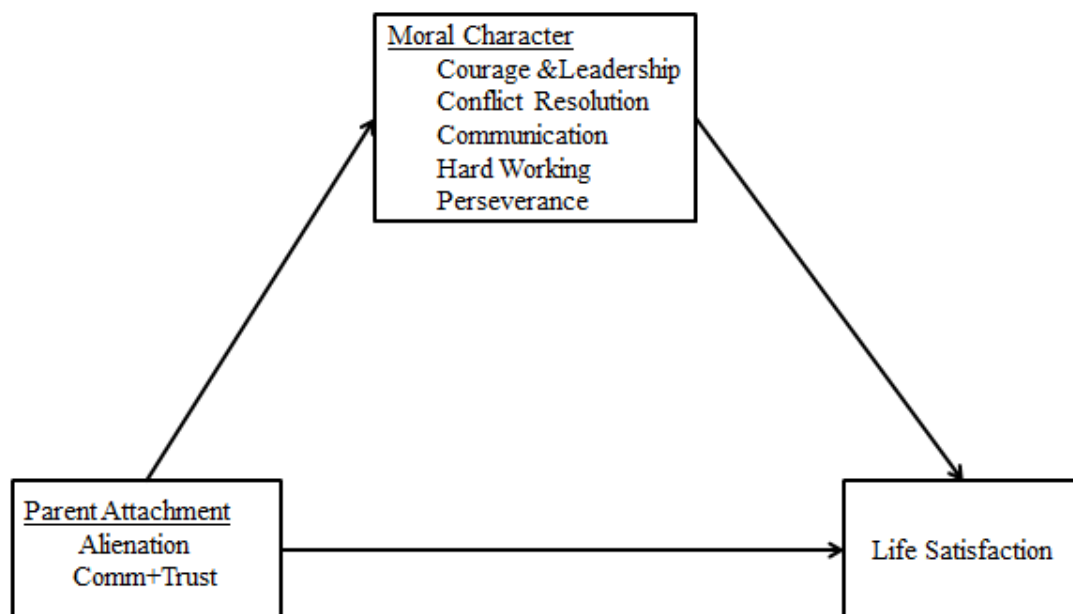 Moral Character
Courage &Leadership
Conflict Resolution
Communication
Hard Working
Perseverance
Parent Attachment
Alienation
Comm+Trust
Life Satisfaction